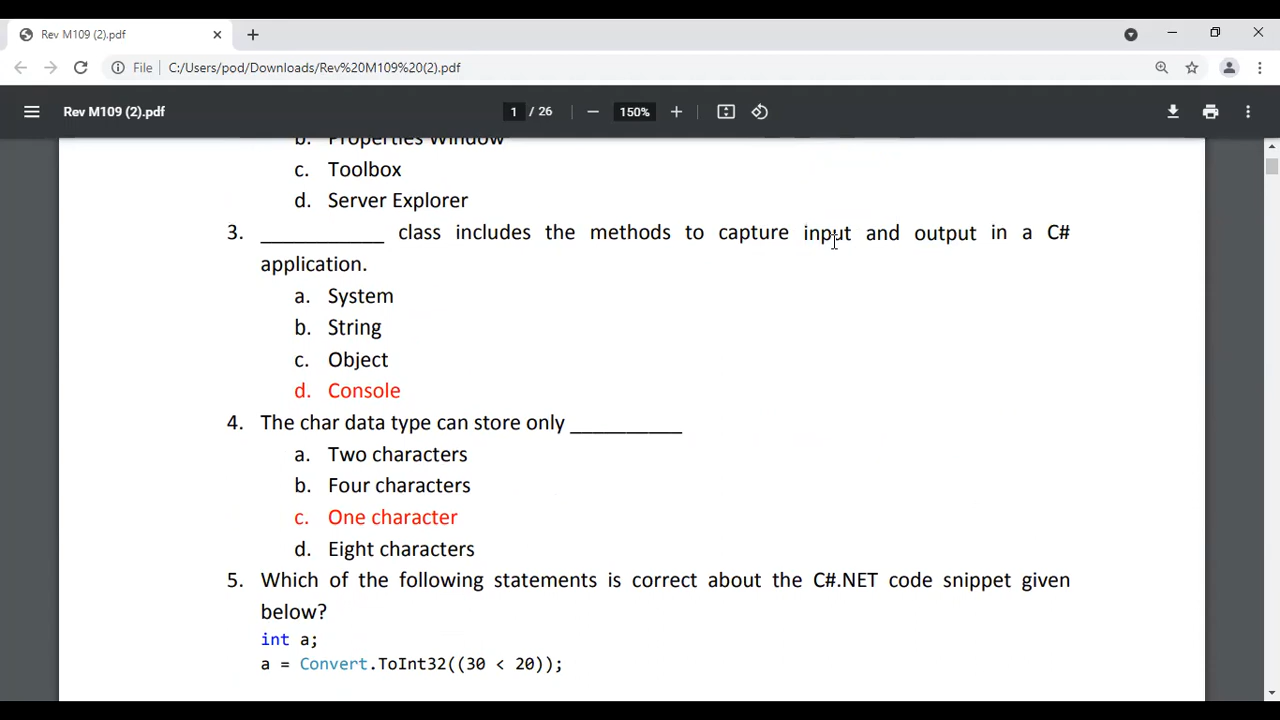 Rev M109 (2).pdf
File | C:/Users/pod/Downloads/Rev%20M109%20(2).pdf
Rev M109 (2).pdf 1 / 26 150%
b. Properties Window
c. Toolbox
d. Server Explorer
3. ___________ class includes the methods to capture input and output in a C#
application.
a. System
b. String
c. Object
d. Console
4. The char data type can store only __________
a. Two characters
b. Four characters
c. One character
d. Eight characters
5. Which of the following statements is correct about the C#.NET code snippet given
below?
int a;
a = Convert.ToInt32((30 < 20));